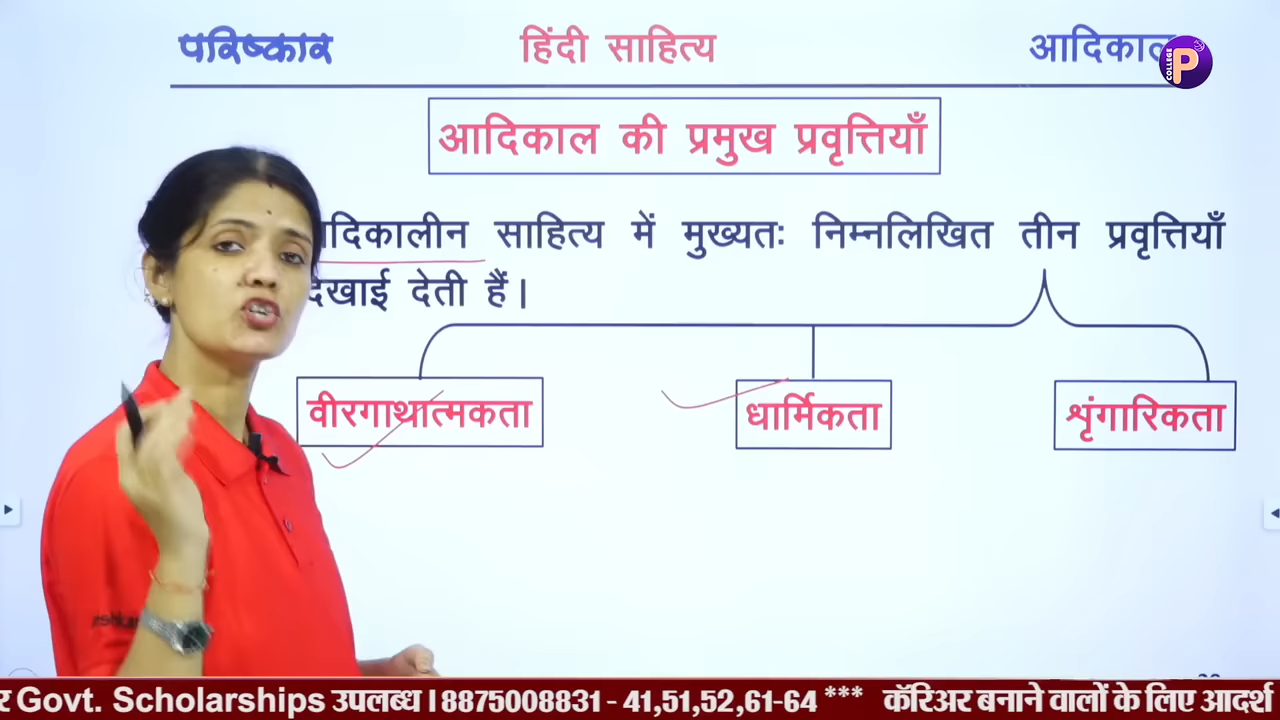 परिष्कार हिंदी साहित्य आदिकाल
COLLEGE P
आदिकाल की प्रमुख प्रवृत्तियाँ
दिकालीन साहित्य में मुख्यतः निम्नलिखित तीन प्रवृत्तियाँ
देखाई देती हैं।
वीरगाथात्मकता धार्मिकता शृंगारिकता
र Govt. Scholarships उपलब्ध । 8875008831 - 41,51,52,61-64 *** कॅरिअर बनाने वालों के लिए आदर्श